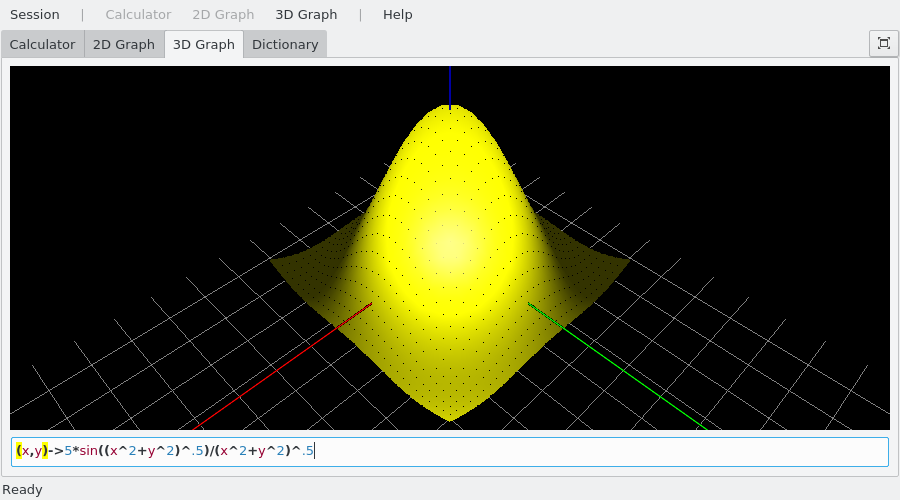 Session | Calculator 2D Graph 3D Graph | Help
Calculator 2D Graph 3D Graph Dictionary
(x,y)->5*sin((x^2+y^2)^.5)/(x^2+y^2)^.5
Ready